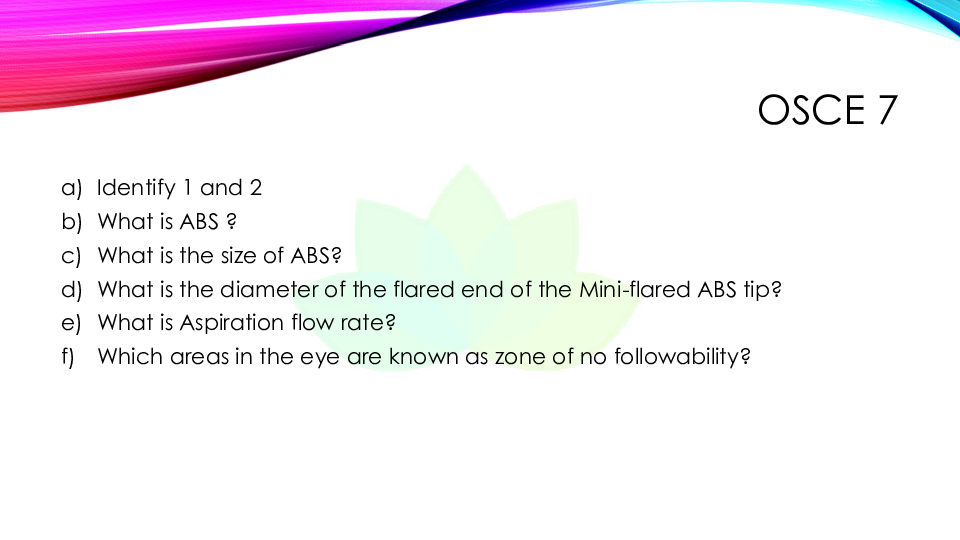 OSCE 7
a) Identify 1 and 2
b) What is ABS ?
c) What is the size of ABS?
d) What is the diameter of the flared end of the Mini-flared ABS tip?
e) What is Aspiration flow rate?
f) Which areas in the eye are known as zone of no followability?